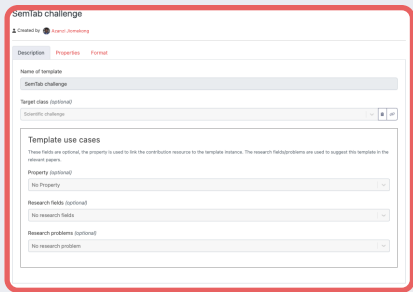 SemTab challenge
Created by Azanzi Jiomekong
Description Properties Format
Name of template
SemTab challenge
Target class (optional)
Scientific challenge
Template use cases
These fields are optional, the property is used to link the contribution resource to the template instance. The research fields/problems are used to suggest this template in the
relevant papers.
Property (optional)
No Property
Research fields (optional)
No research fields
Research problems (optional)
No research problem